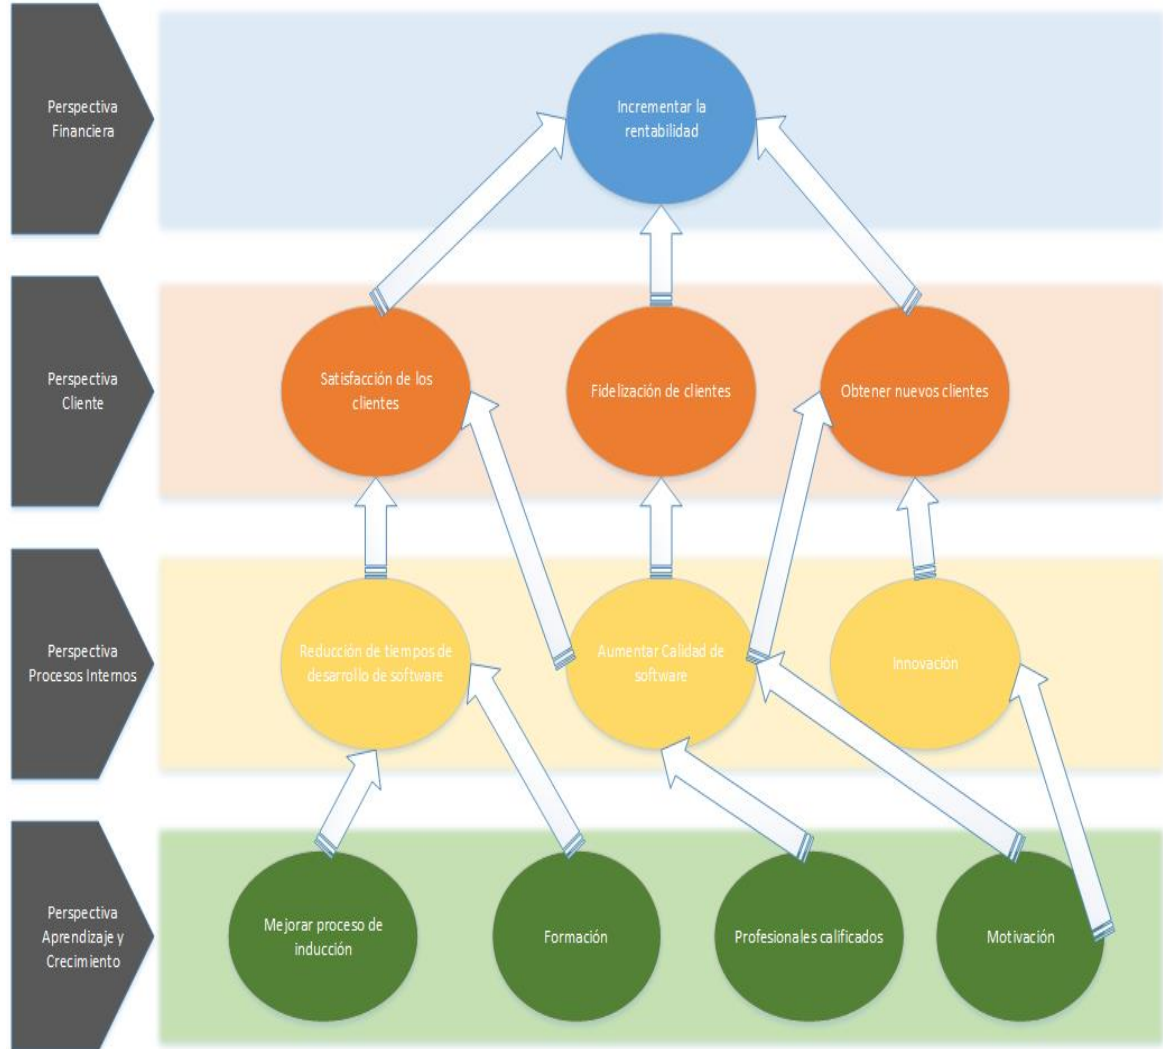 Perspectiva
Financiera
Incrementar la
rentabilidad
Perspectiva
Cliente
Satisfacción de los
clientes
Fidelización de clientes
Obtener nuevos clientes
Perspectiva
Procesos Internos
Reducción de tiempos de
desarrollo de software
Aumentar Calidad de
software
Innovación
Perspectiva
Aprendizaje y
Crecimiento
Mejorar proceso de
inducción
Formación
Profesionales calificados
Motivación